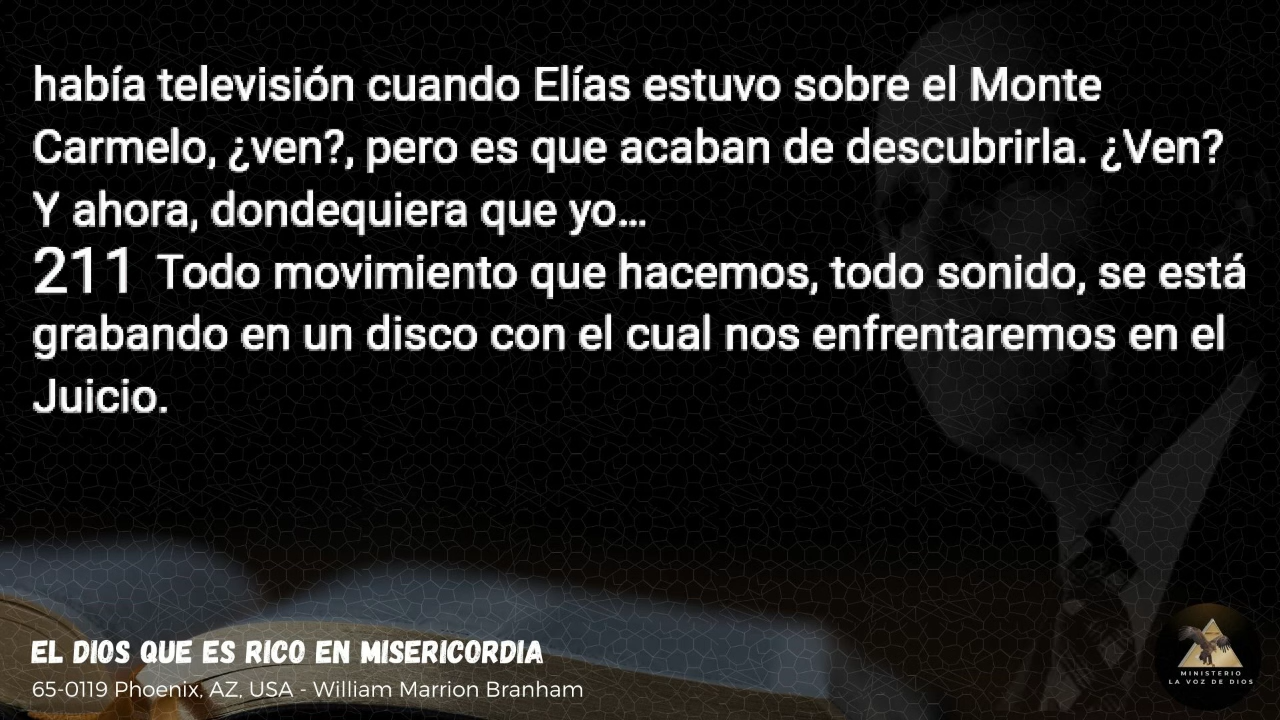 había televisión cuando Elías estuvo sobre el Monte
Carmelo, ¿ven?, pero es que acaban de descubrirla. ¿Ven?
Y ahora, dondequiera que yo…
211 Todo movimiento que hacemos, todo sonido, se está
grabando en un disco con el cual nos enfrentaremos en el
Juicio.
EL DIOS QUE ES RICO EN MISERICORDIA
65-0119 Phoenix, AZ, USA - William Marrion Branham
MINISTERIO
LA VOZ DE DIOS